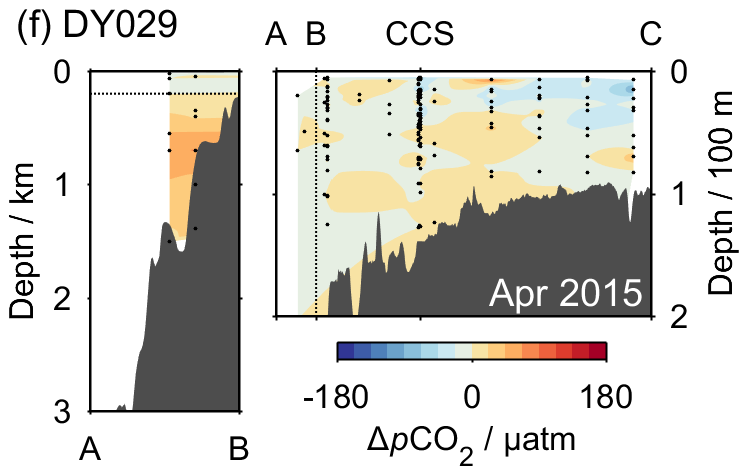 (f) DY029
A B CCS C
0
1
2
3
Depth / km
A B
0
1
2
Depth / 100 m
Apr 2015
-180 0 180
ΔpCO₂ / µatm